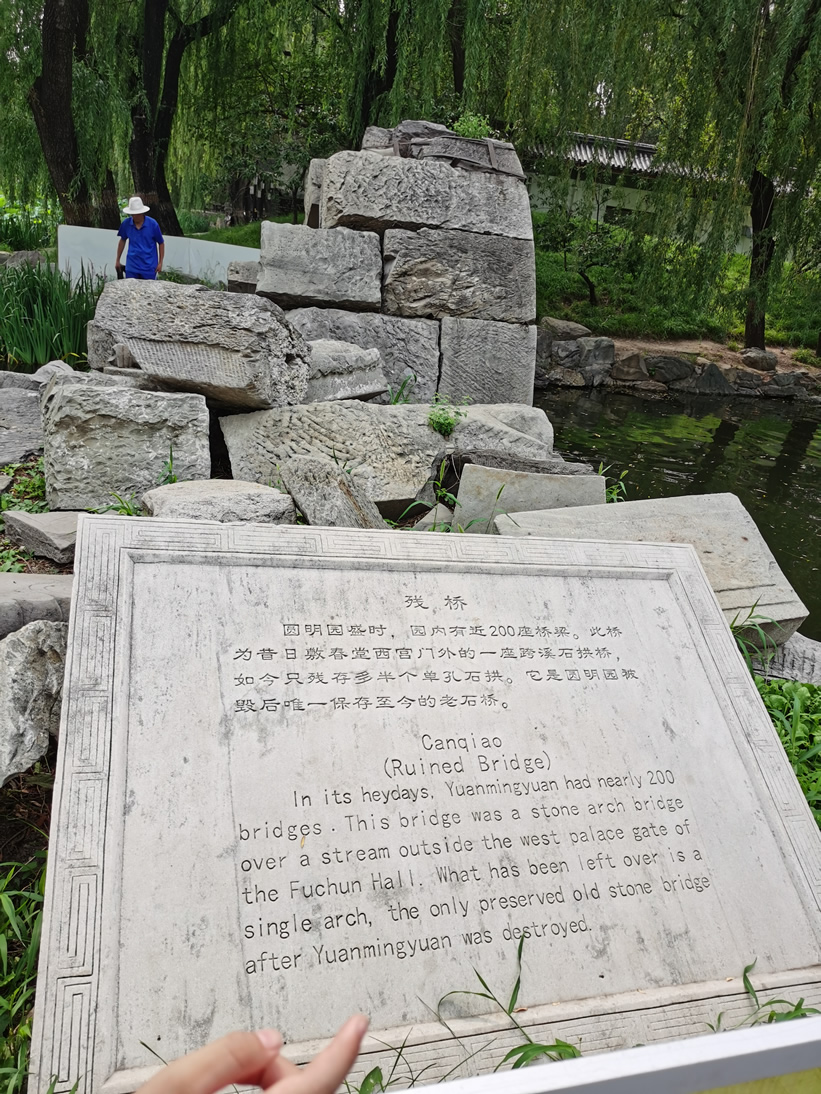 残桥
圆明园盛时，园内有近200座桥梁。此桥
为昔日敷春堂西宫门外的一座跨溪石拱桥，
如今只残存多半个单孔石拱。它是圆明园被
毁后唯一保存至今的老石桥。
Canqiao
(Ruined Bridge)
In its heydays, Yuanmingyuan had nearly 200
bridges. This bridge was a stone arch bridge
over a stream outside the west palace gate of
the Fuchun Hall. What has been left over is a
single arch, the only preserved old stone bridge
after Yuanmingyuan was destroyed.